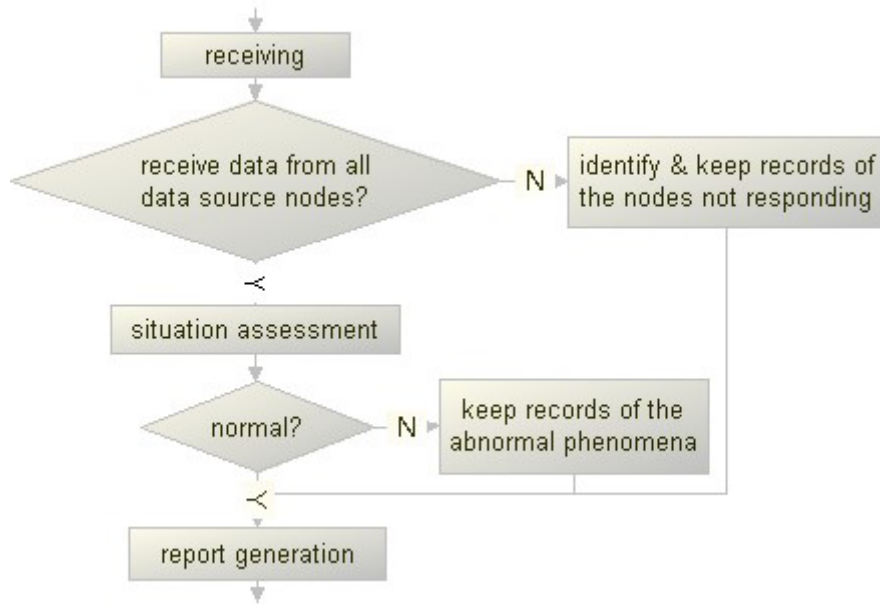 receiving
receive data from all
data source nodes?
N
identify & keep records of
the nodes not responding
Y
situation assessment
normal?
N
keep records of the
abnormal phenomena
Y
report generation